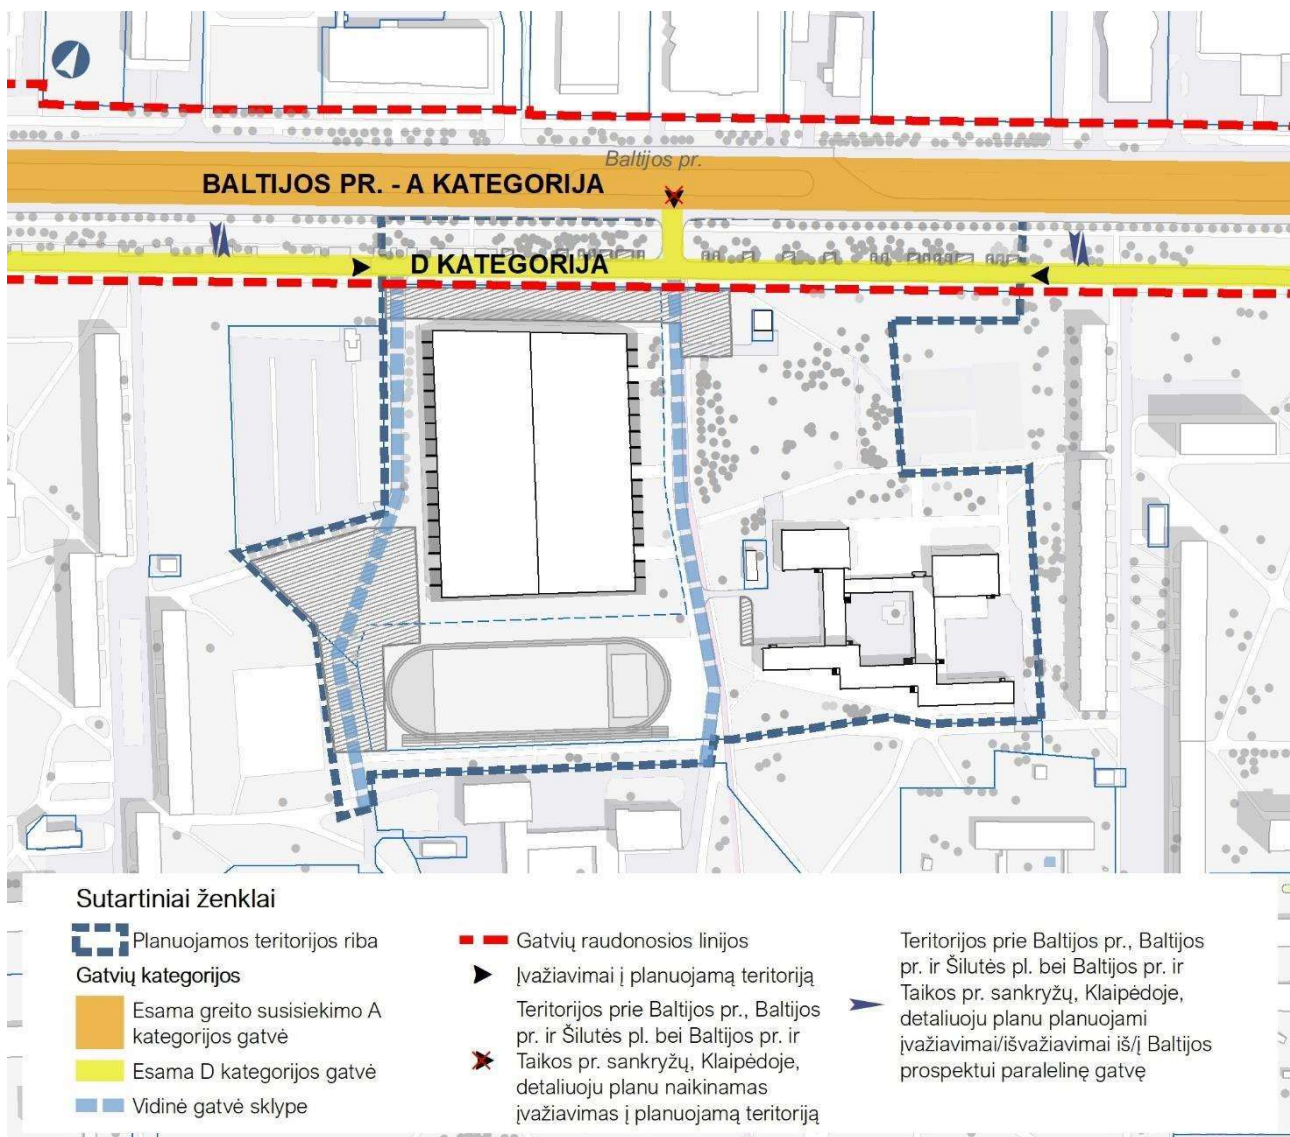 Baltijos pr.
BALTIJOS PR. - A KATEGORIJA
D KATEGORIJA
Sutartiniai ženklai
Planuojamos teritorijos riba
Gatvių kategorijos
Esama greito susisiekimo A
kategorijos gatvė
Esama D kategorijos gatvė
Vidinė gatvė sklype
Gatvių raudonosios linijos
Įvažiavimai į planuojamą teritoriją
Teritorijos prie Baltijos pr., Baltijos
pr. ir Šilutės pl. bei Baltijos pr. ir
Taikos pr. sankryžų, Klaipėdoje,
detaliuoju planu naikinamas
įvažiavimas į planuojamą teritoriją
Teritorijos prie Baltijos pr., Baltijos
pr. ir Šilutės pl. bei Baltijos pr. ir
Taikos pr. sankryžų, Klaipėdoje,
detaliuoju planu planuojami
įvažiavimai/išvažiavimai iš/į Baltijos
prospektui paralelinę gatvę